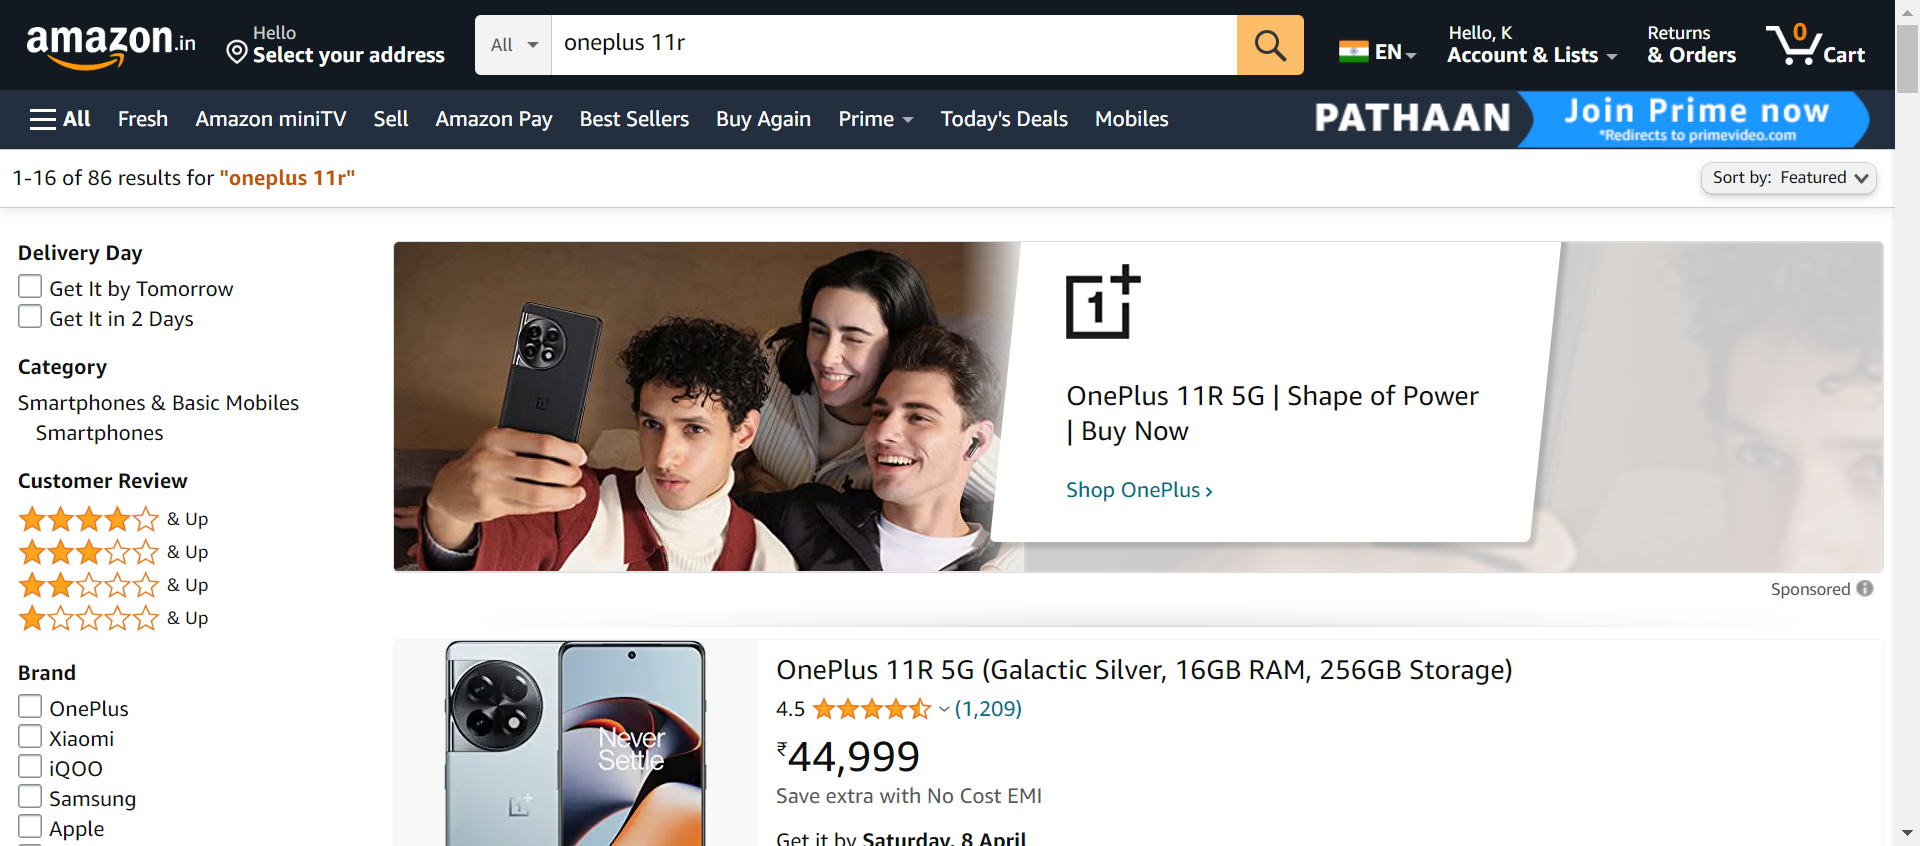 amazon.in
Hello
Select your address
All
oneplus 11r
EN
Hello, K
Account & Lists
Returns
& Orders
0
Cart
All
Fresh
Amazon miniTV
Sell
Amazon Pay
Best Sellers
Buy Again
Prime
Today's Deals
Mobiles
PATHAAN
Join Prime now
*Redirects to primevideo.com
1-16 of 86 results for "oneplus 11r"
Sort by: Featured
Delivery Day
Get It by Tomorrow
Get It in 2 Days
Category
Smartphones & Basic Mobiles
Smartphones
Customer Review
& Up
& Up
& Up
& Up
Brand
OnePlus
Xiaomi
iQOO
Samsung
Apple
1+
OnePlus 11R 5G | Shape of Power
| Buy Now
Shop OnePlus ›
Sponsored
Never
Settle
OnePlus 11R 5G (Galactic Silver, 16GB RAM, 256GB Storage)
4.5
(1,209)
₹44,999
Save extra with No Cost EMI
Get it by Saturday, 8 April